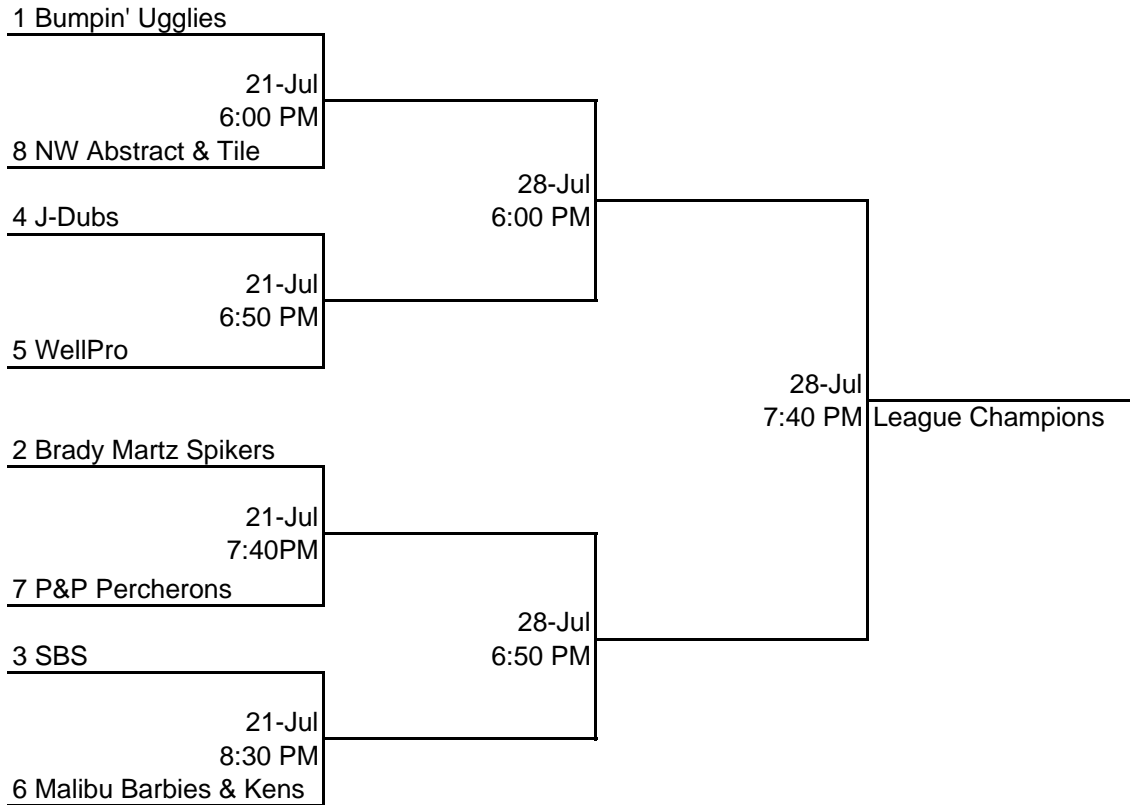 1 Bumpin' Ugglies
21-Jul
6:00 PM
8 NW Abstract & Tile
28-Jul
6:00 PM
4 J-Dubs
21-Jul
6:50 PM
5 WellPro
28-Jul
7:40 PM League Champions
2 Brady Martz Spikers
21-Jul
7:40PM
7 P&P Percherons
28-Jul
6:50 PM
3 SBS
21-Jul
8:30 PM
6 Malibu Barbies & Kens